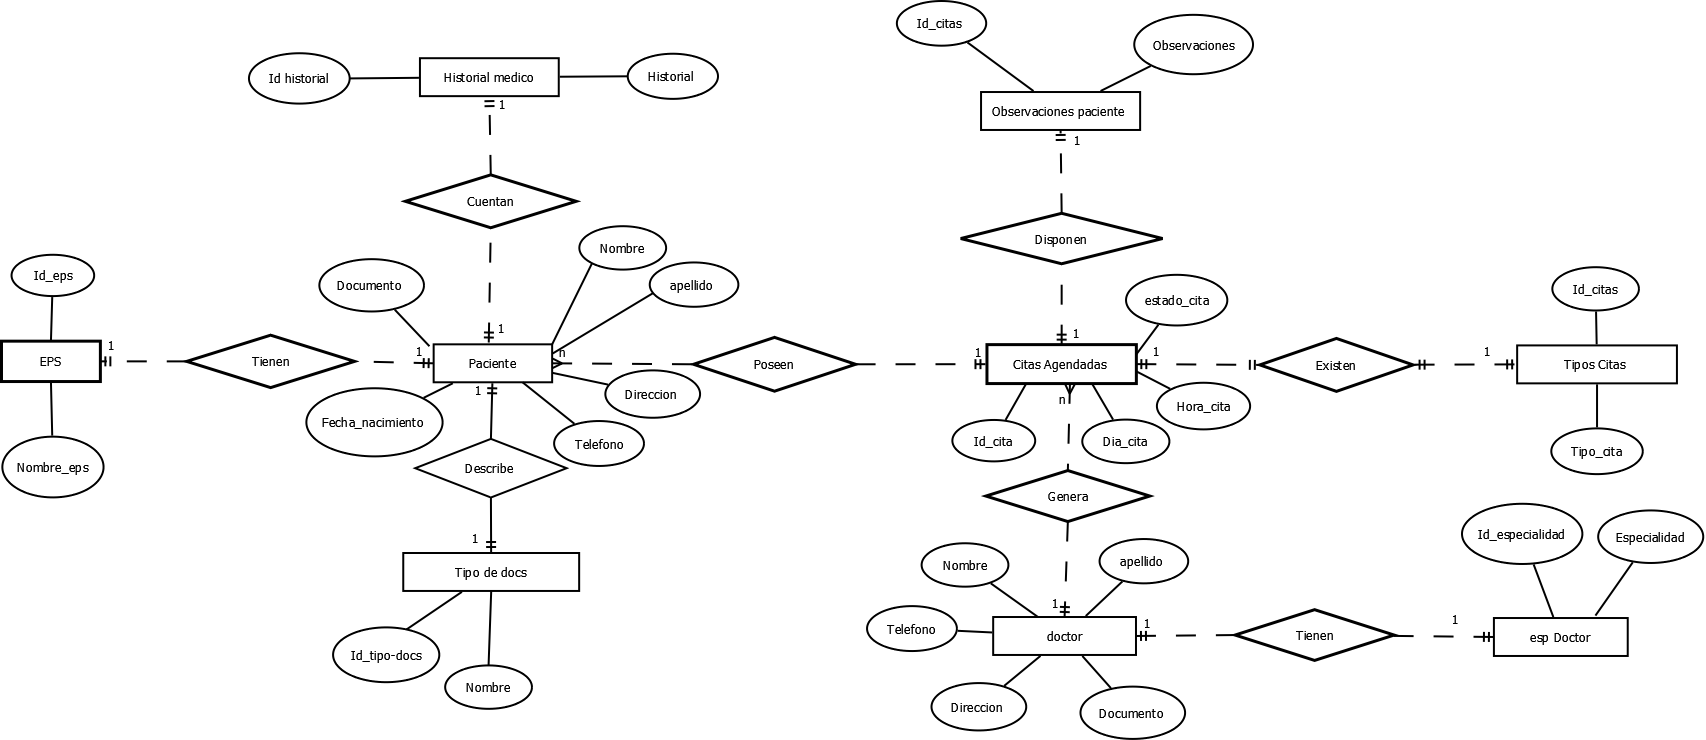 Id_citas
Observaciones
Id historial
Historial medico
Historial
1
Observaciones paciente
1
Cuentan
Disponen
Nombre
Id_eps
Documento
apellido
estado_cita
Id_citas
1
1
EPS
1
Tienen
1
Paciente
n
Poseen
1
Citas Agendadas
1
Existen
1
Tipos Citas
1
Direccion
n
Hora_cita
Fecha_nacimiento
Telefono
Id_cita
Dia_cita
Tipo_cita
Nombre_eps
Describe
Genera
1
Id_especialidad
Especialidad
Tipo de docs
Nombre
apellido
1
Telefono
doctor
1
Tienen
1
esp Doctor
Id_tipo-docs
Nombre
Direccion
Documento